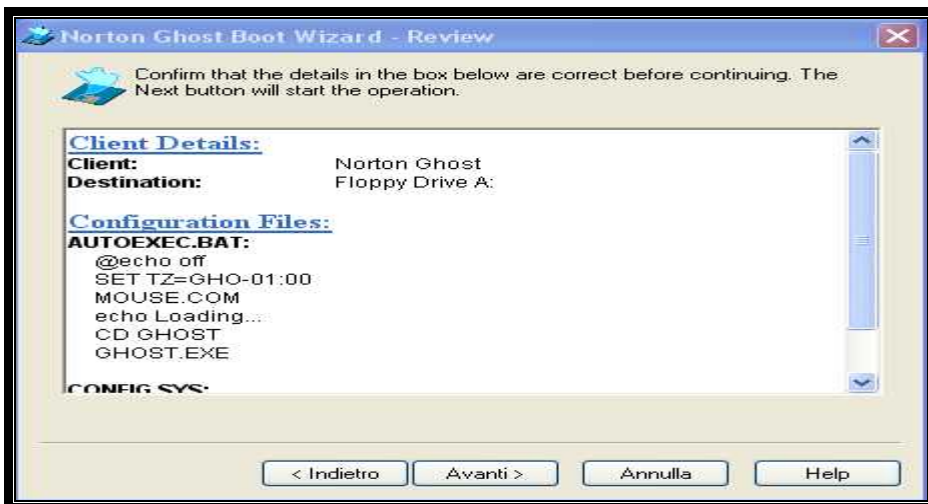 Norton Ghost Boot Wizard - Review
Confirm that the details in the box below are correct before continuing. The
Next button will start the operation.
Client Details:
Client: Norton Ghost
Destination: Floppy Drive A:
Configuration Files:
AUTOEXEC.BAT:
@echo off
SET TZ=GHO-01:00
MOUSE.COM
echo Loading...
CD GHOST
GHOST.EXE
CONFIG.SYS:
< Indietro Avanti > Annulla Help